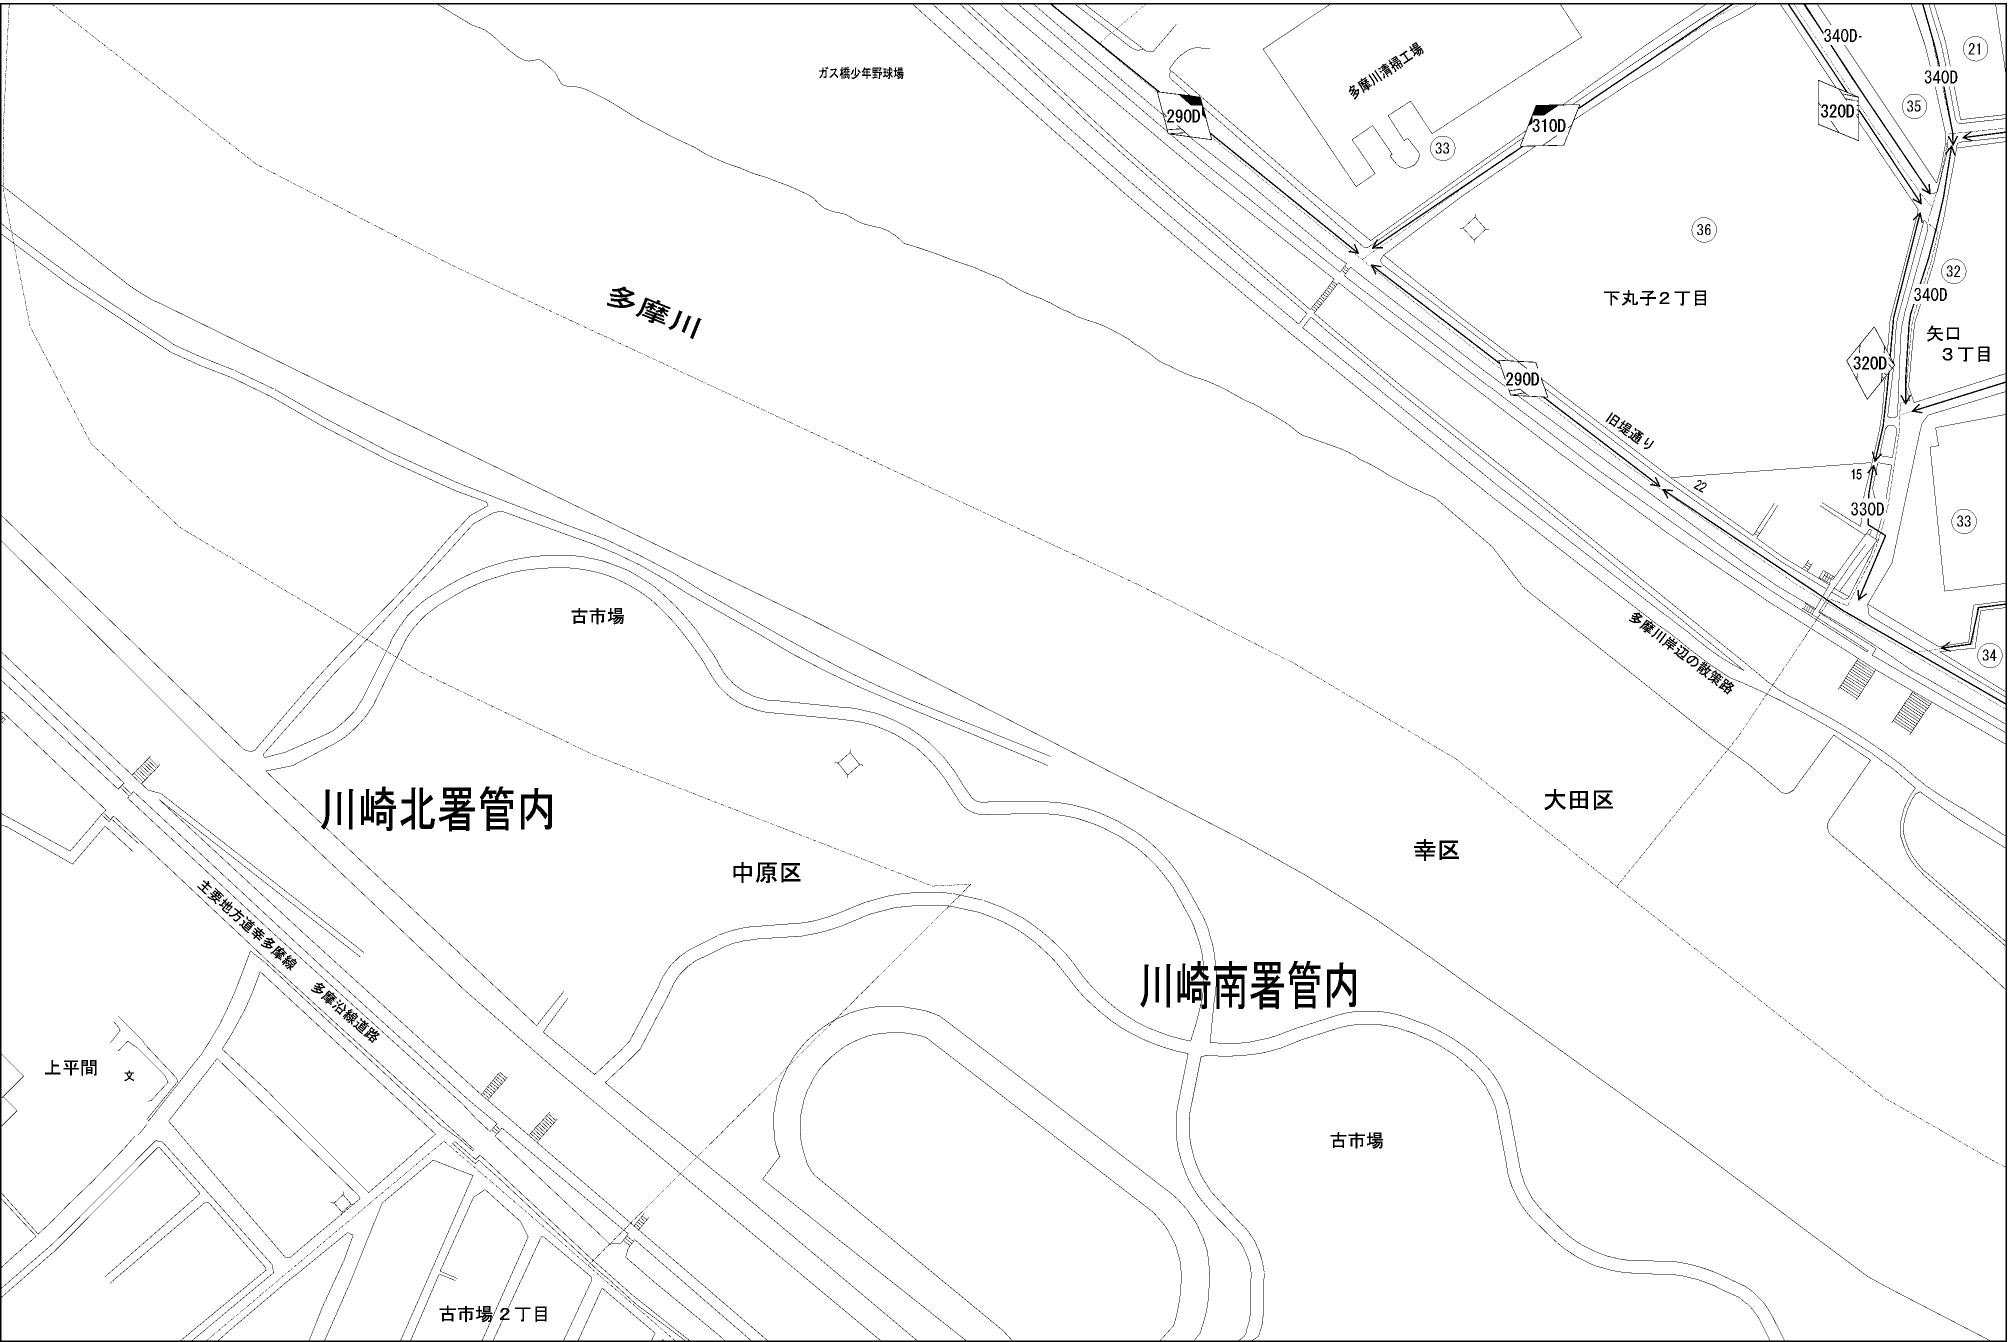 ガス橋少年野球場
多摩川清掃工場
340D
21
340D
35
290D
310D
320D
33
36
32
下丸子2丁目
340D
多摩川
矢口
3丁目
320D
290D
旧堤通り
15
22
330D
33
古市場
多摩川岸辺の散策路
34
川崎北署管内
大田区
幸区
中原区
主要地方道幸多摩線
多摩沿線道路
川崎南署管内
上平間
文
古市場
古市場2丁目